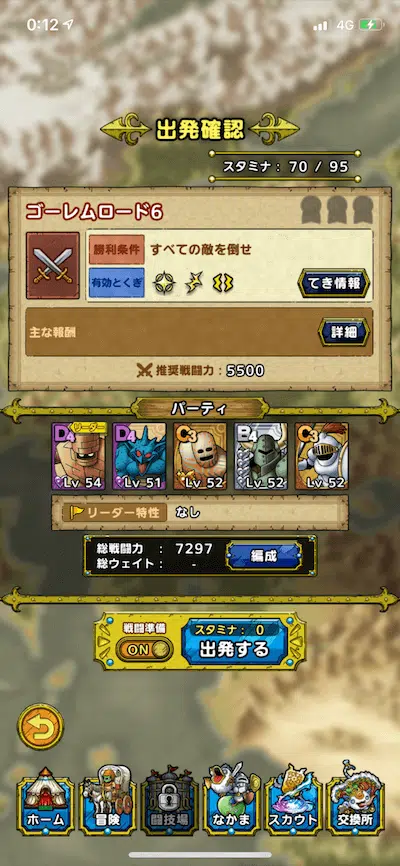 0:12
4G
出発確認
スタミナ: 70 / 95
ゴーレムロード6
勝利条件 すべての敵を倒せ
有効とくぎ
てき情報
主な報酬
詳細
推奨戦闘力:5500
パーティ
D4 リーダー Lv 54
D4 Lv 51
C3 Lv 52
B4 Lv 52
C3 Lv 52
リーダー特性 なし
総戦闘力 : 7297
総ウェイト: -
編成
戦闘準備
ON
スタミナ: 0
出発する
ホーム
冒険
闘技場
なかま
スカウト
交換所